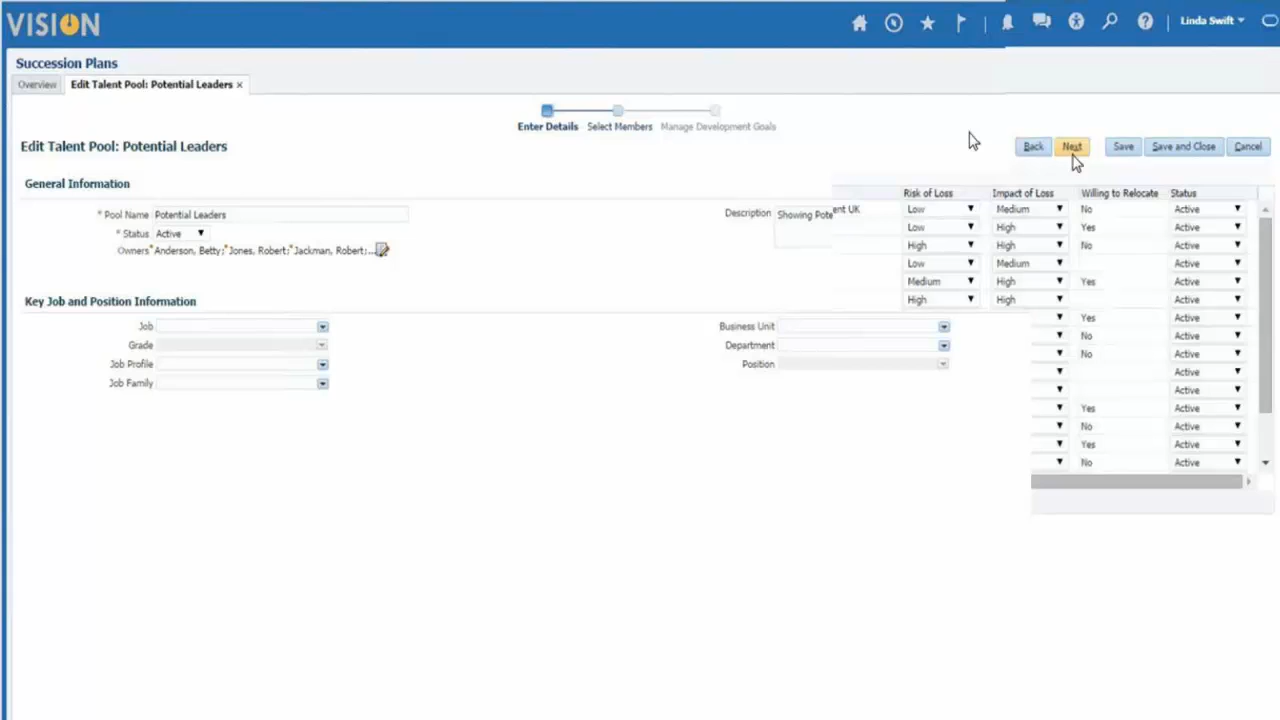 VISION
Linda Swift
Succession Plans
Overview
Edit Talent Pool: Potential Leaders ×
Enter Details Select Members Manage Development Goals
Edit Talent Pool: Potential Leaders
Back Next Save Save and Close Cancel
General Information
Risk of Loss Impact of Loss Willing to Relocate Status
* Pool Name Potential Leaders
Description Showing Pote
ent UK Low Medium No Active
Low High Yes Active
* Status Active
Owners * Anderson, Betty; * Jones, Robert; * Jackman, Robert; ...
High High No Active
Low Medium Active
Medium High Yes Active
High High Active
Key Job and Position Information
Yes Active
Job
Business Unit
No Active
Grade
Department
No Active
Job Profile
Position
Active
Job Family
Active
Yes Active
No Active
Yes Active
No Active